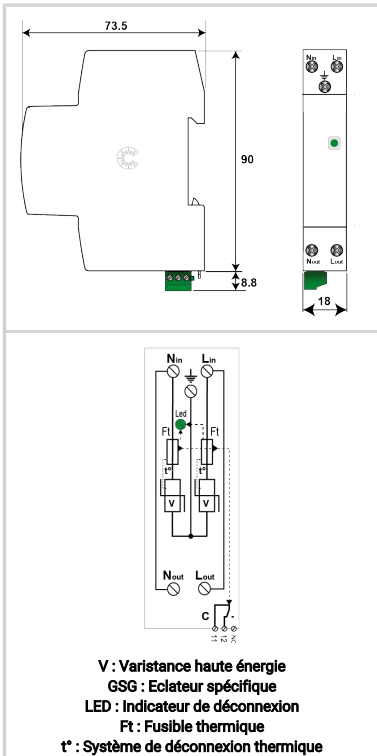 73.5
90
8.8
Nin
Lin
Nout
Lout
18
Nin
Lin
Led
Ft
Ft
t°
V
V
Nout
Lout
C
11
12
NC
V : Varistance haute énergie
GSG : Eclateur spécifique
LED : Indicateur de déconnexion
Ft : Fusible thermique
t° : Système de déconnexion thermique